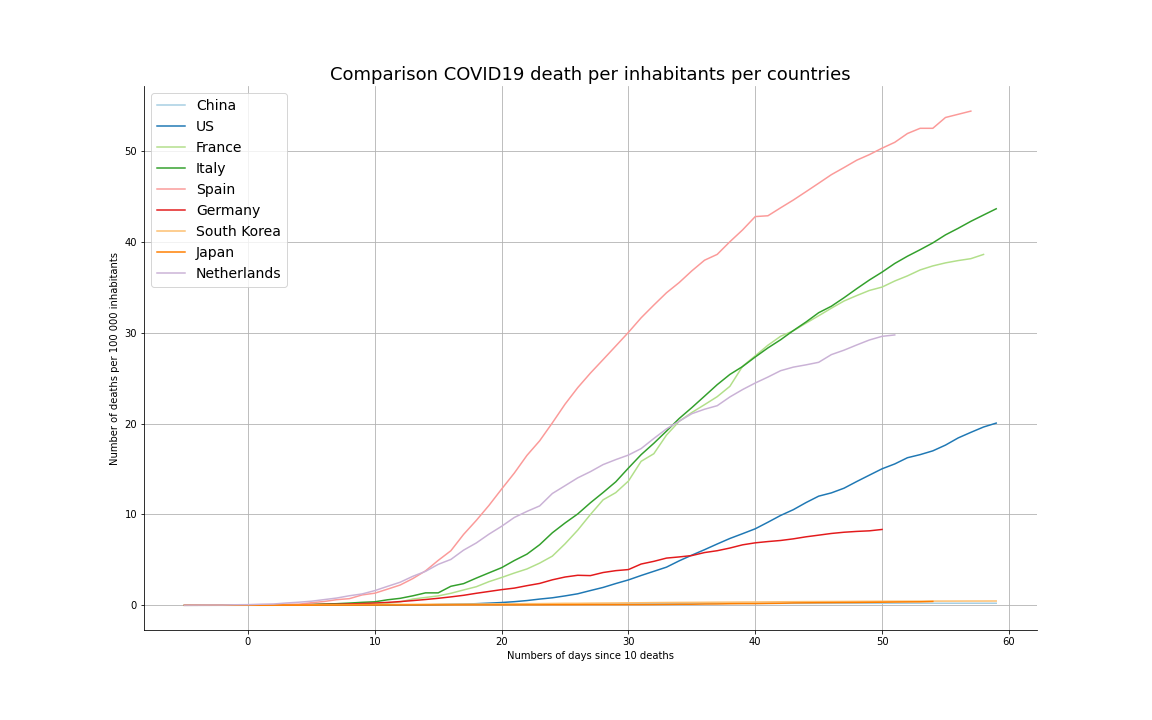 Comparison COVID19 death per inhabitants per countries
China
US
France
Italy
Spain
Germany
South Korea
Japan
Netherlands
Number of deaths per 100 000 inhabitants
50
40
30
20
10
0
0 10 20 30 40 50 60
Numbers of days since 10 deaths